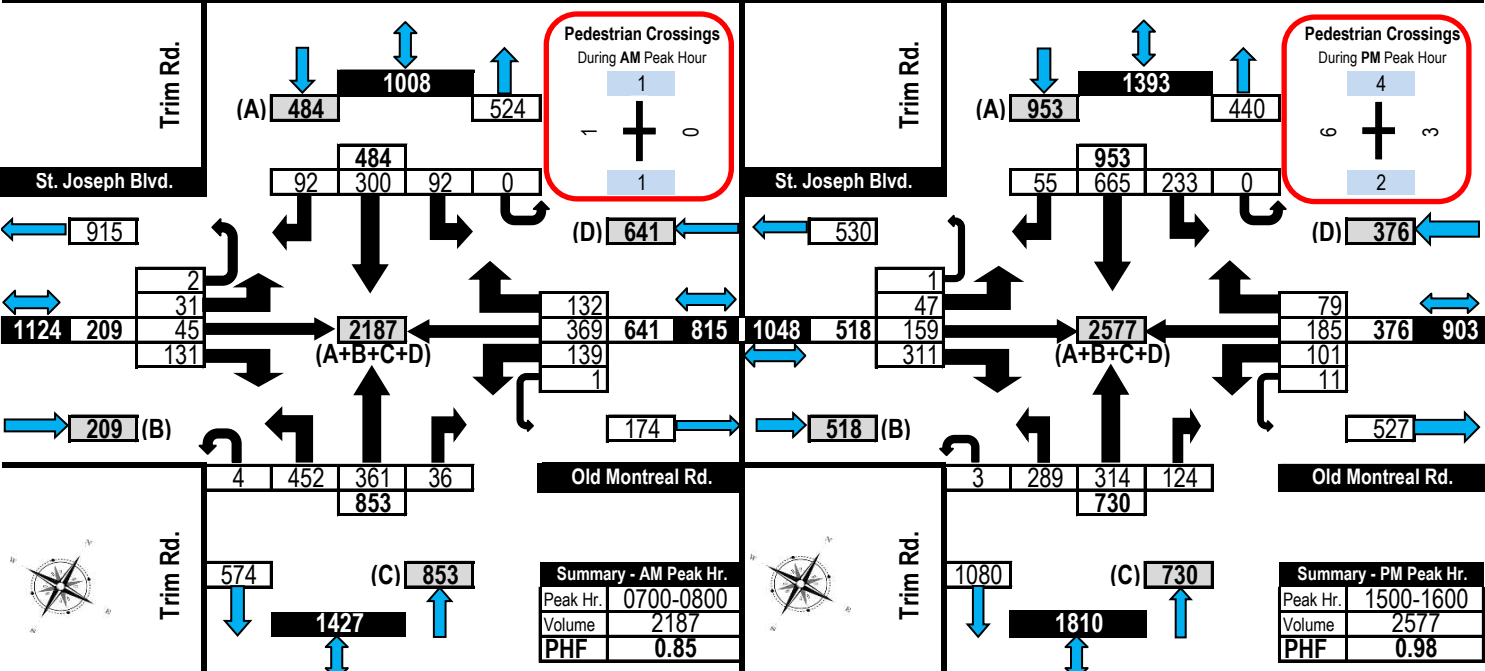 Trim Rd.
(A) 484
1008
524
Pedestrian Crossings
During AM Peak Hour
1
1
0
1
484
92 300 92 0
St. Joseph Blvd.
915
(D) 641
2
31
45
131
1124 209
2187
(A+B+C+D)
132
369
139
1
641 815
209 (B)
174
4 452 361 36
853
Old Montreal Rd.
Trim Rd.
574
(C) 853
1427
Summary - AM Peak Hr.
Peak Hr. 0700-0800
Volume 2187
PHF 0.85
Trim Rd.
(A) 953
1393
440
Pedestrian Crossings
During PM Peak Hour
4
6
3
2
953
55 665 233 0
St. Joseph Blvd.
530
(D) 376
1
47
159
311
1048 518
2577
(A+B+C+D)
79
185
101
11
376 903
518 (B)
527
3 289 314 124
730
Old Montreal Rd.
Trim Rd.
1080
(C) 730
1810
Summary - PM Peak Hr.
Peak Hr. 1500-1600
Volume 2577
PHF 0.98